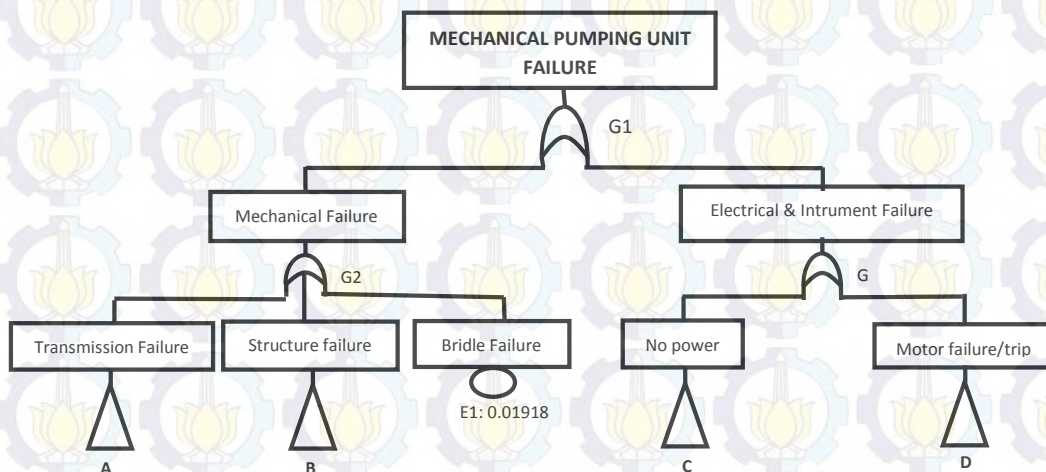 MECHANICAL PUMPING UNIT
FAILURE
G1
Mechanical Failure
Electrical & Intrument Failure
G2
G
Transmission Failure
Structure failure
Bridle Failure
No power
Motor failure/trip
E1: 0.01918
A
B
C
D